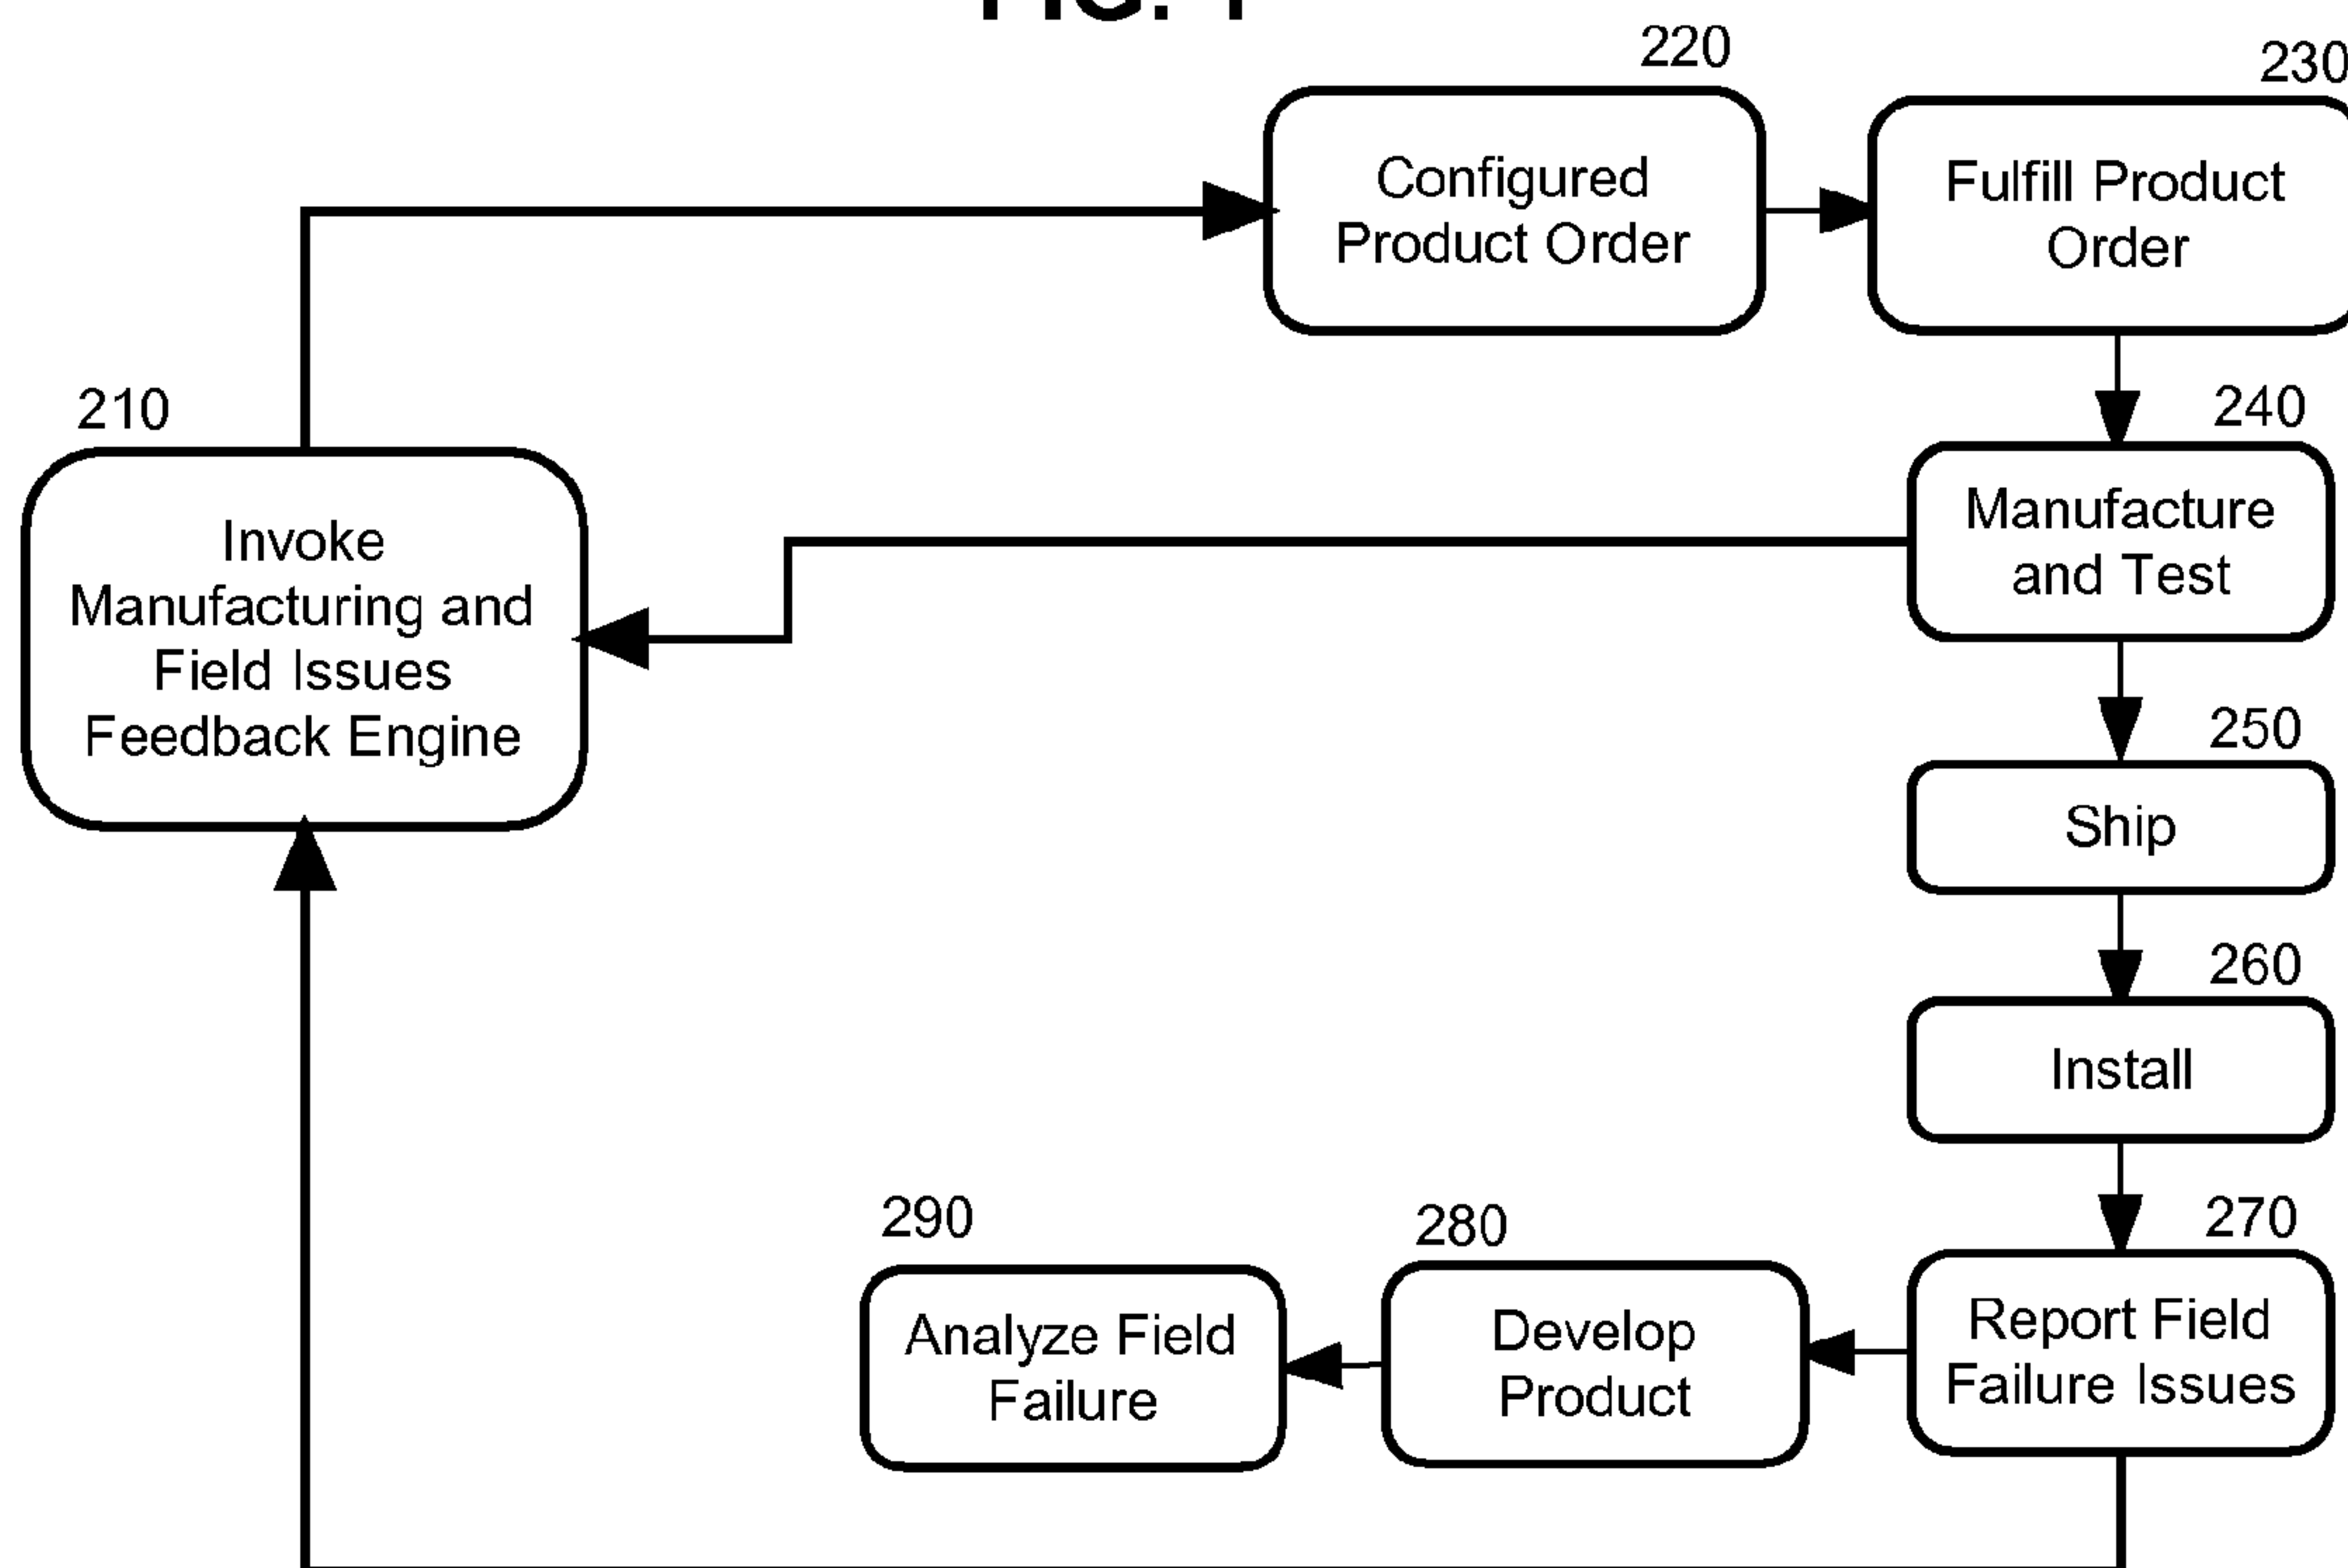 220
230
Configured
Product Order
Fulfill Product
Order
210
240
Invoke
Manufacturing and
Field Issues
Feedback Engine
Manufacture
and Test
250
Ship
260
Install
290
280
270
Analyze Field
Failure
Develop
Product
Report Field
Failure Issues